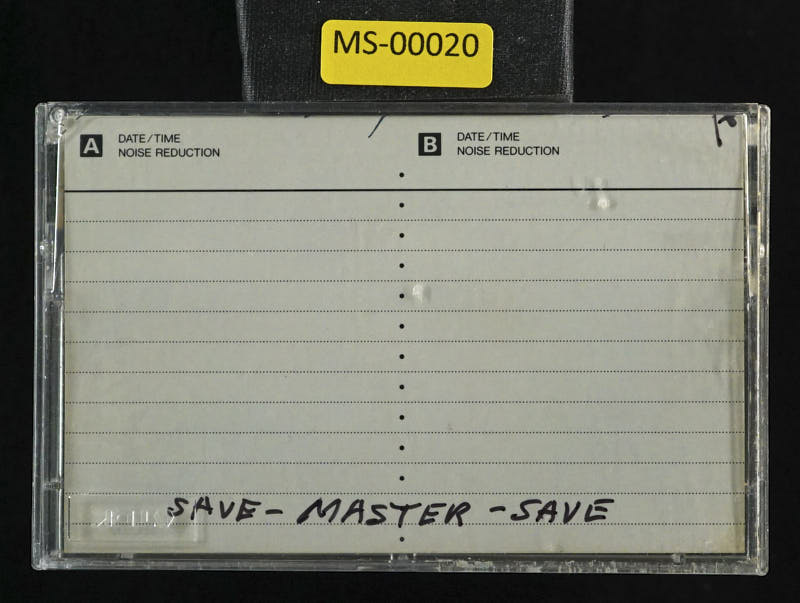 MS-00020
A DATE/TIME
NOISE REDUCTION
B DATE/TIME
NOISE REDUCTION
SAVE - MASTER - SAVE